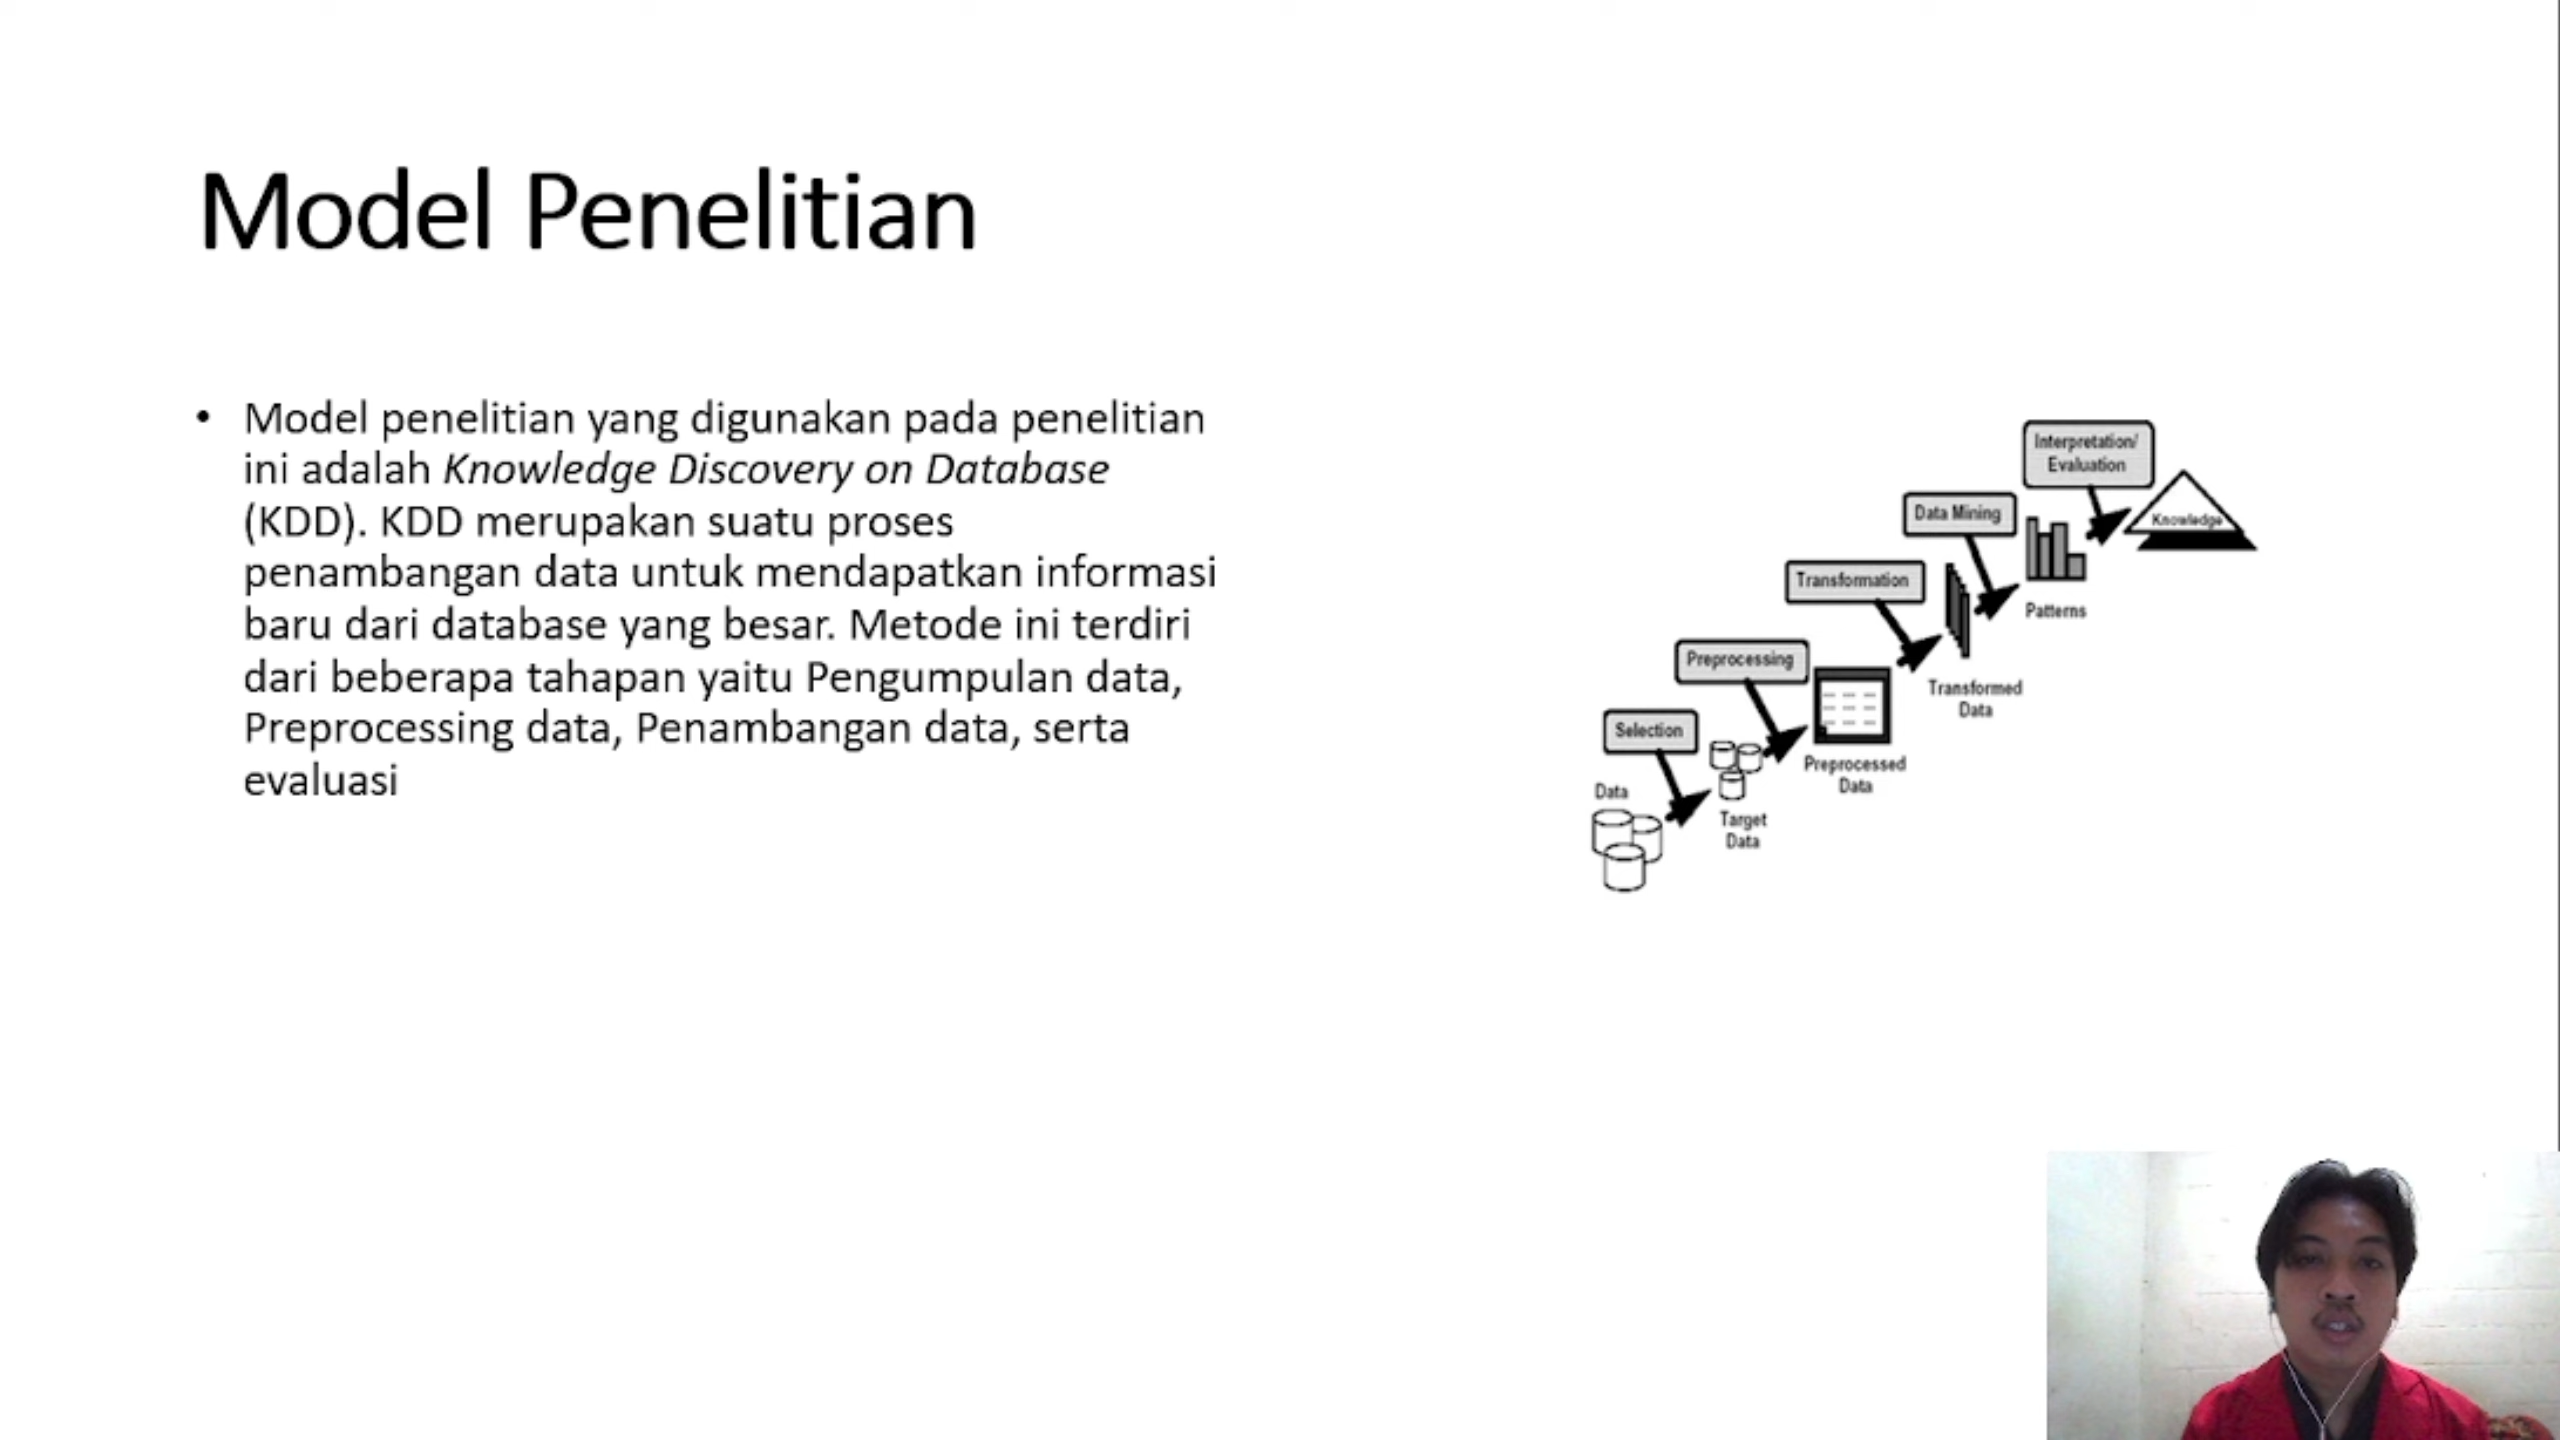 Model Penelitian
• Model penelitian yang digunakan pada penelitian
ini adalah Knowledge Discovery on Database
(KDD). KDD merupakan suatu proses
penambangan data untuk mendapatkan informasi
baru dari database yang besar. Metode ini terdiri
dari beberapa tahapan yaitu Pengumpulan data,
Preprocessing data, Penambangan data, serta
evaluasi
Interpretation/
Evaluation
Knowledge
Data Mining
Patterns
Transformation
Transformed
Data
Preprocessing
Preprocessed
Data
Selection
Target
Data
Data